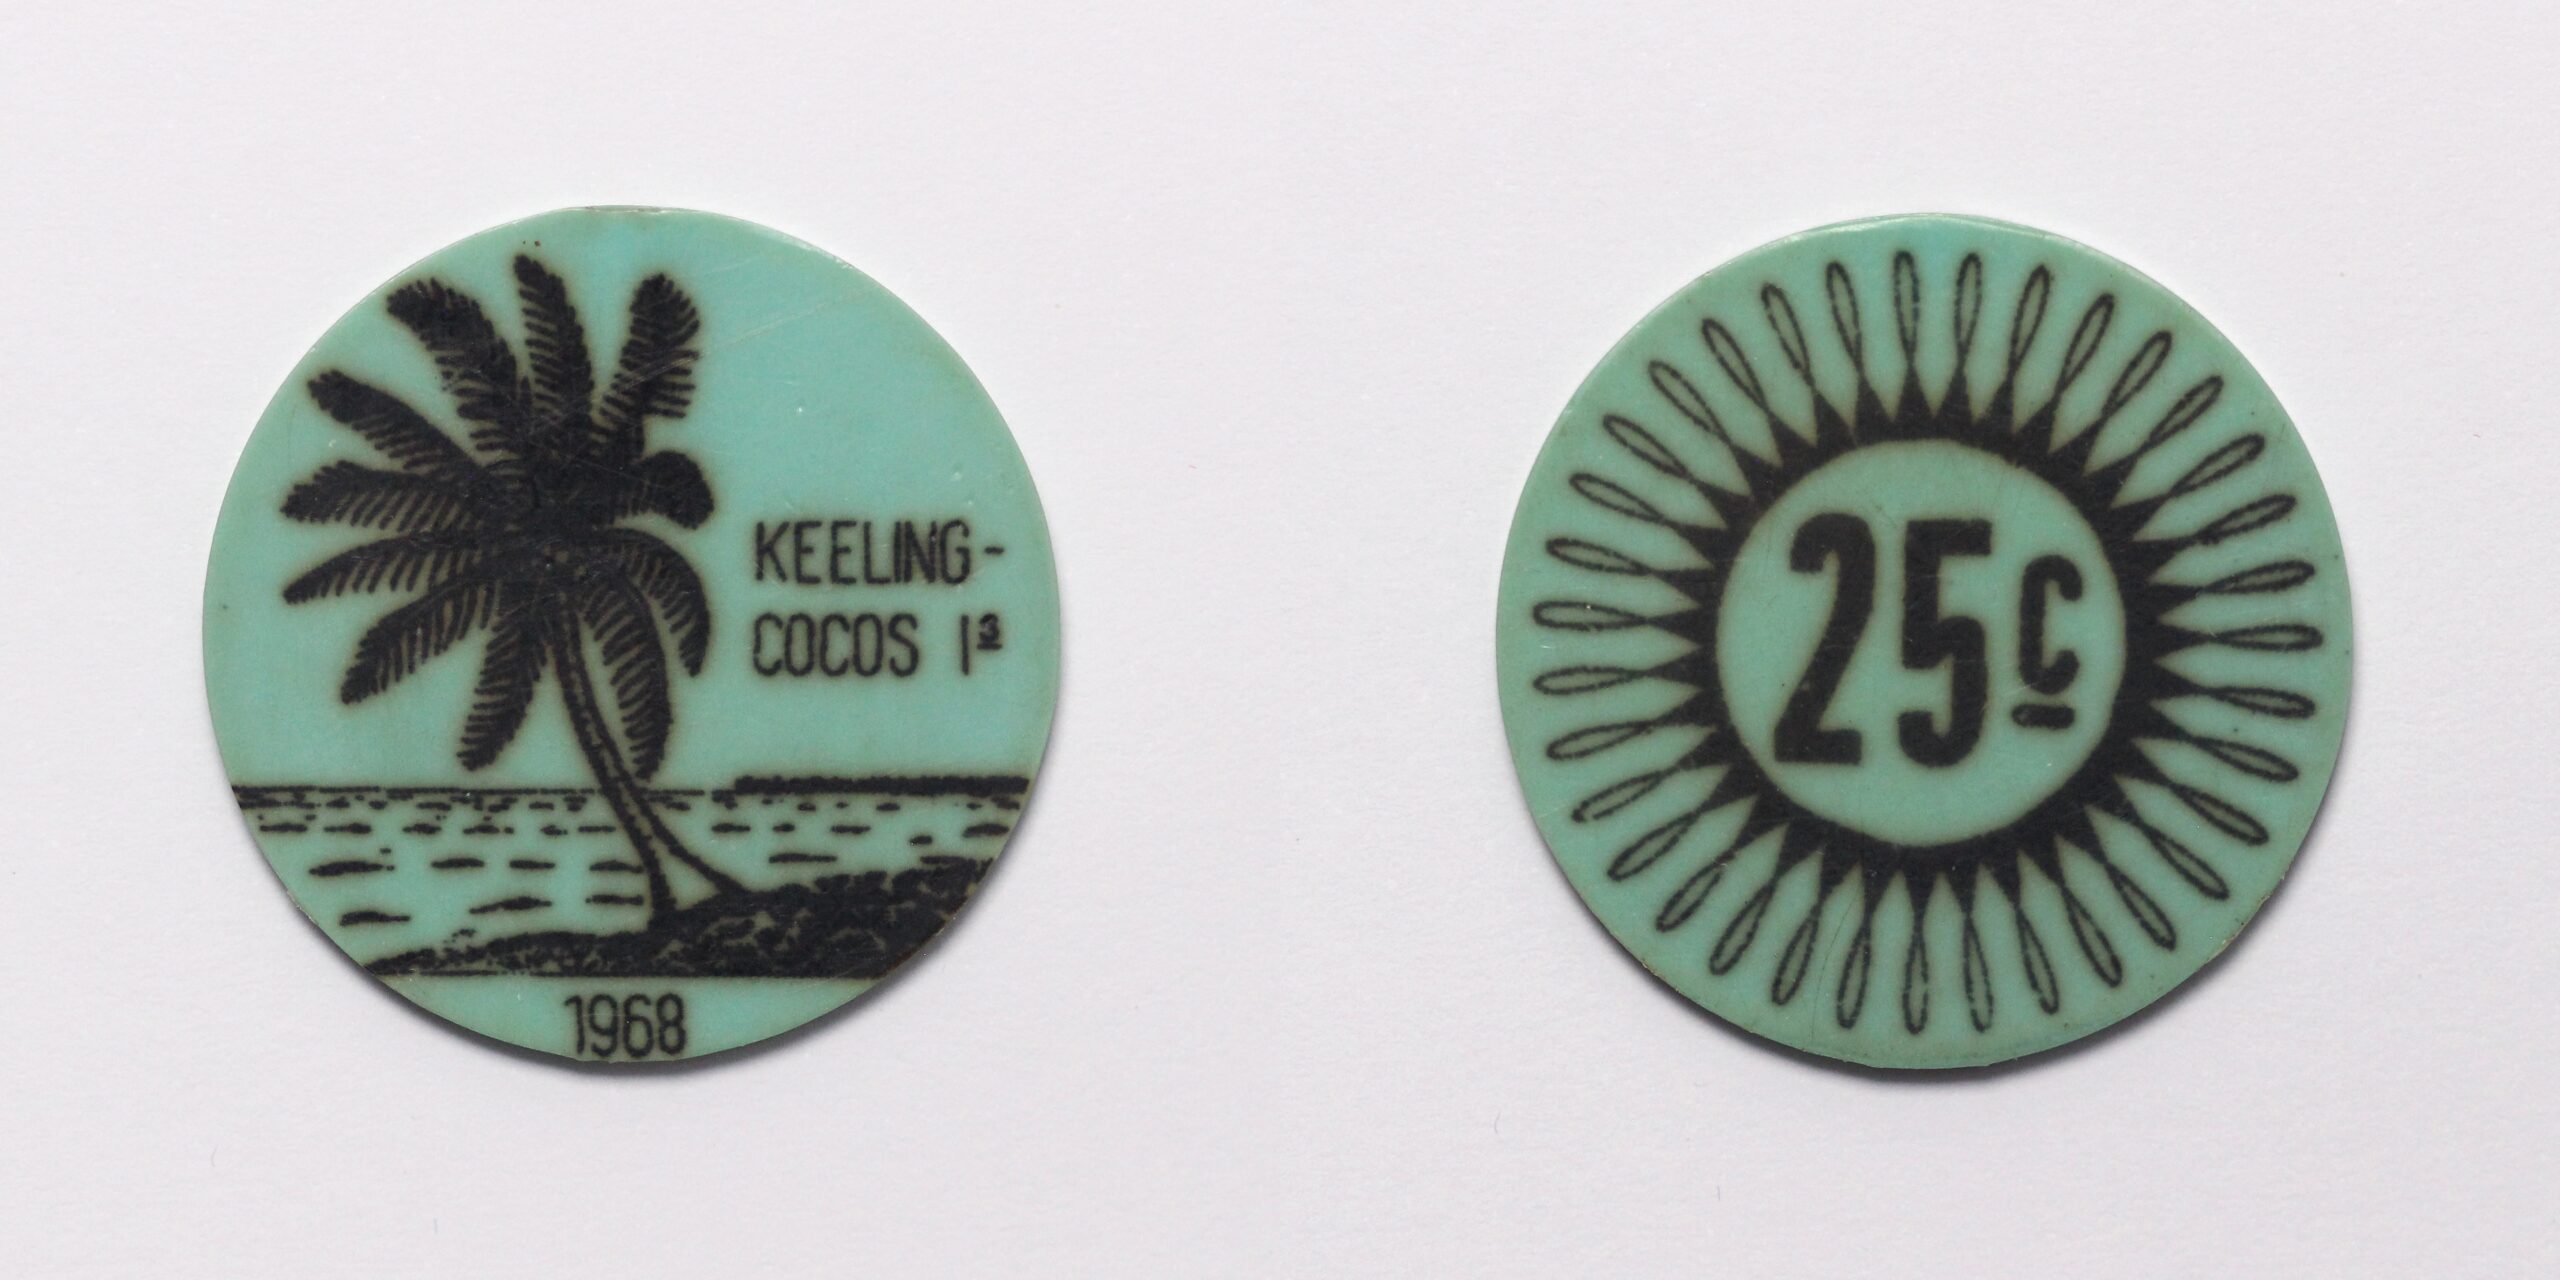 KEELING-
COCOS Iˢ̲
1968
25c̱